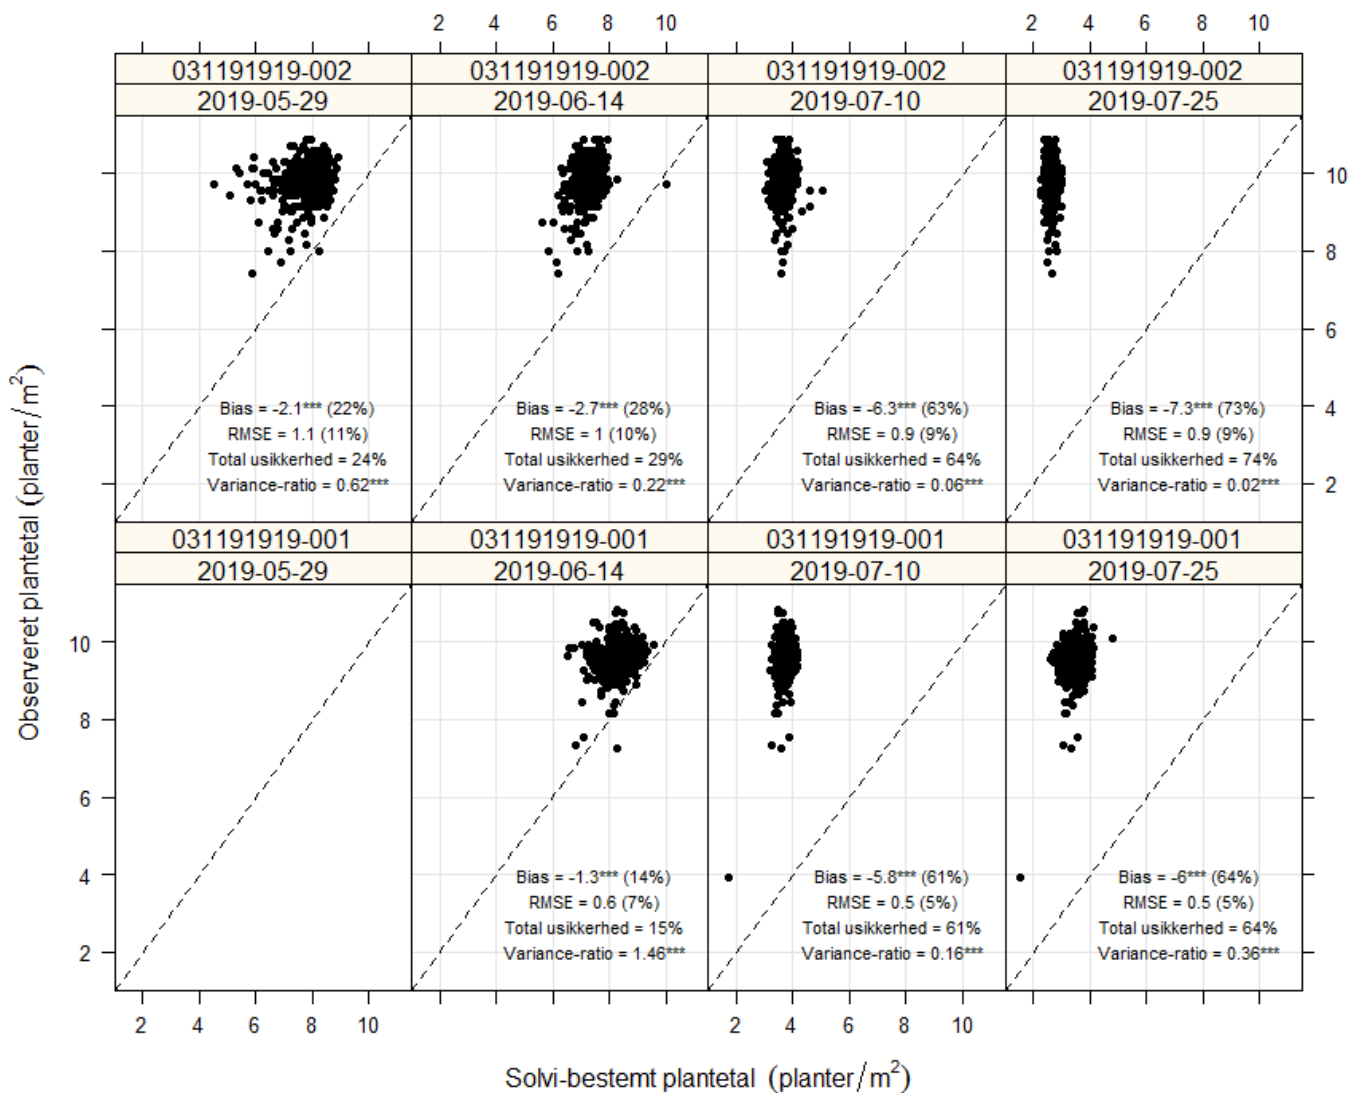 2 4 6 8 10 2 4 6 8 10
031191919-002 031191919-002 031191919-002 031191919-002
2019-05-29 2019-06-14 2019-07-10 2019-07-25
10
8
6
Bias = -2.1*** (22%) Bias = -2.7*** (28%) Bias = -6.3*** (63%) Bias = -7.3*** (73%) 4
RMSE = 1.1 (11%) RMSE = 1 (10%) RMSE = 0.9 (9%) RMSE = 0.9 (9%)
Total usikkerhed = 24% Total usikkerhed = 29% Total usikkerhed = 64% Total usikkerhed = 74%
Variance-ratio = 0.62*** Variance-ratio = 0.22*** Variance-ratio = 0.06*** Variance-ratio = 0.02*** 2
031191919-001 031191919-001 031191919-001 031191919-001
2019-05-29 2019-06-14 2019-07-10 2019-07-25
10
8
6
4 Bias = -1.3*** (14%) Bias = -5.8*** (61%) Bias = -6*** (64%)
RMSE = 0.6 (7%) RMSE = 0.5 (5%) RMSE = 0.5 (5%)
Total usikkerhed = 15% Total usikkerhed = 61% Total usikkerhed = 64%
2 Variance-ratio = 1.46*** Variance-ratio = 0.16*** Variance-ratio = 0.36***
2 4 6 8 10 2 4 6 8 10
Observeret plantetal (planter/m²)
Solvi-bestemt plantetal (planter/m²)